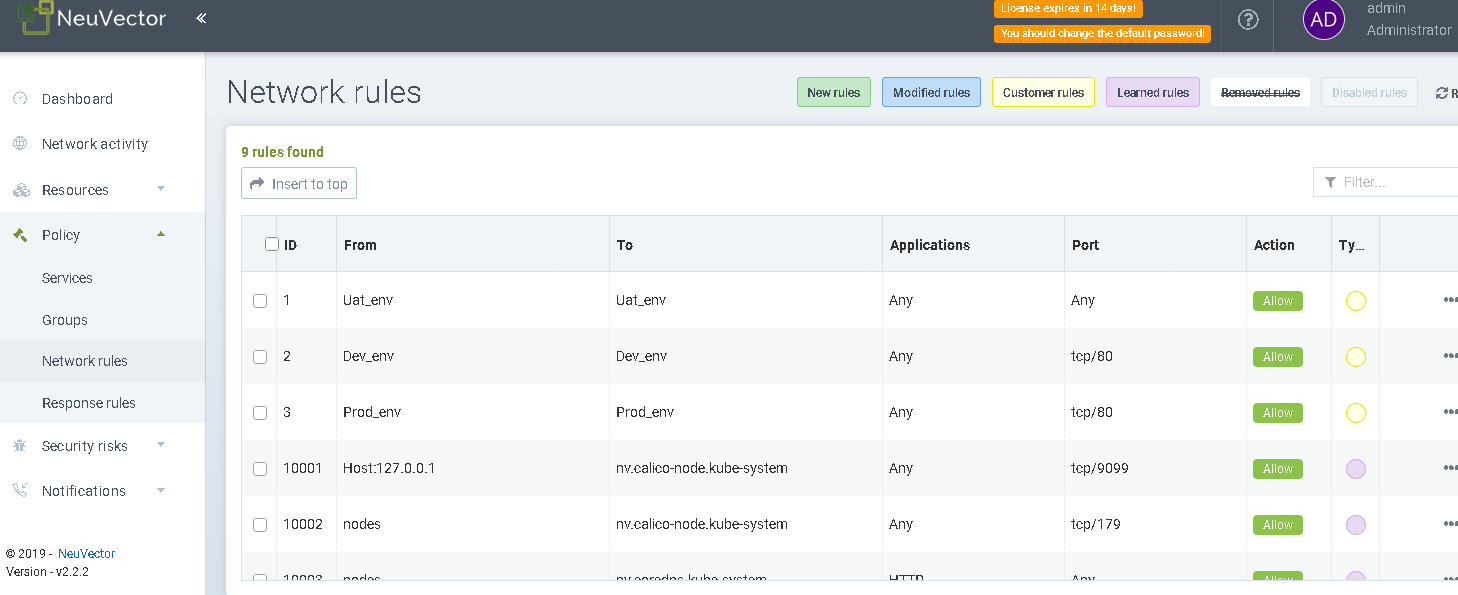 NeuVector
«
License expires in 14 days!
You should change the default password!
?
AD
admin
Administrator
Dashboard
Network activity
Resources
Policy
Services
Groups
Network rules
Response rules
Security risks
Notifications
© 2019 - NeuVector
Version - v2.2.2
Network rules
New rules
Modified rules
Customer rules
Learned rules
Removed rules
Disabled rules
R
9 rules found
Insert to top
Filter...
ID From To Applications Port Action Ty...
1 Uat_env Uat_env Any Any Allow
2 Dev_env Dev_env Any tcp/80 Allow
3 Prod_env Prod_env Any tcp/80 Allow
10001 Host:127.0.0.1 nv.calico-node.kube-system Any tcp/9099 Allow
10002 nodes nv.calico-node.kube-system Any tcp/179 Allow
10003 nodes nv.coredns.kube-system HTTP Any Allow